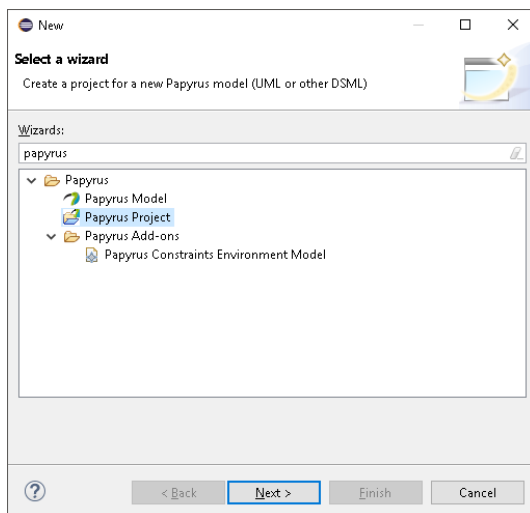 New
Select a wizard
Create a project for a new Papyrus model (UML or other DSML)
Wizards:
papyrus
Papyrus
Papyrus Model
Papyrus Project
Papyrus Add-ons
Papyrus Constraints Environment Model
?
< Back
Next >
Finish
Cancel